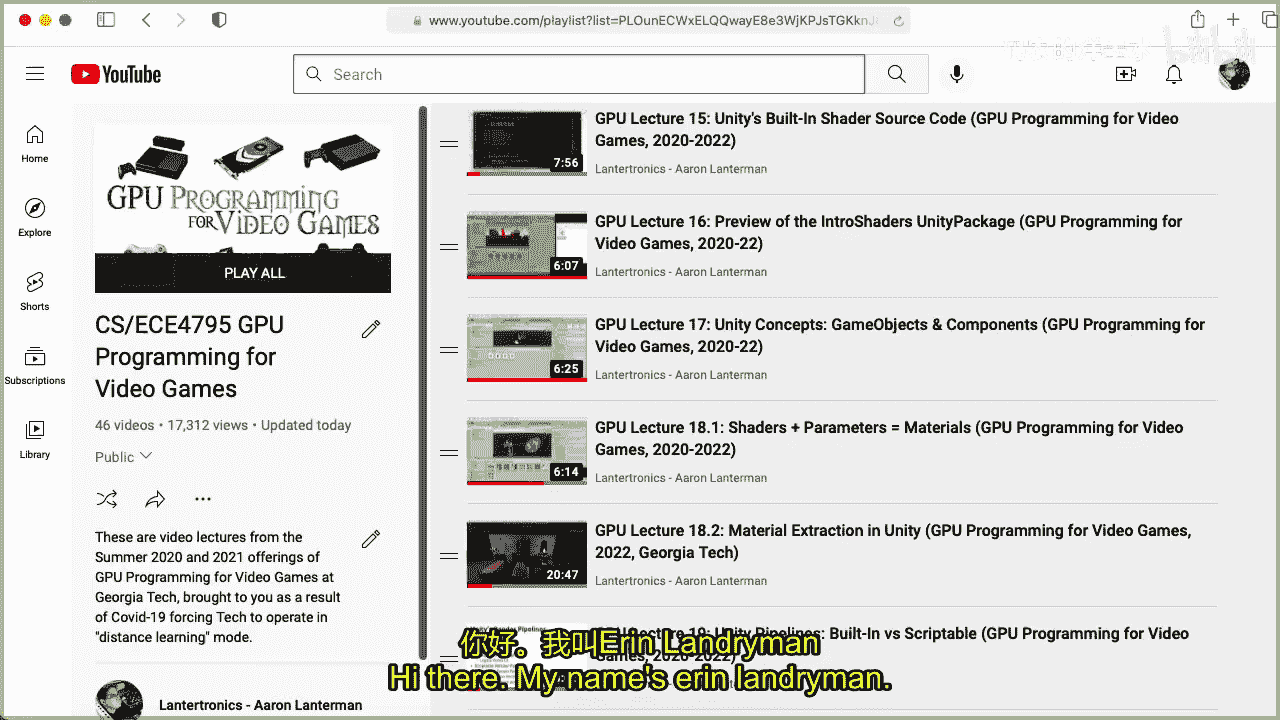 www.youtube.com/playlist?list=PLOunECWxELQQwayE8e3WjKPJsTGKknJ
YouTube
Search
Home
Explore
Shorts
Subscriptions
Library
GPU PROGRAMMING
FOR VIDEO GAMES
PLAY ALL
CS/ECE4795 GPU
Programming for
Video Games
46 videos • 17,312 views • Updated today
Public
These are video lectures from the
Summer 2020 and 2021 offerings of
GPU Programming for Video Games at
Georgia Tech, brought to you as a result
of Covid-19 forcing Tech to operate in
"distance learning" mode.
Lantertronics - Aaron Lanterman
7:56
GPU Lecture 15: Unity's Built-In Shader Source Code (GPU Programming for Video
Games, 2020-2022)
Lantertronics - Aaron Lanterman
6:07
GPU Lecture 16: Preview of the IntroShaders UnityPackage (GPU Programming for
Video Games, 2020-22)
Lantertronics - Aaron Lanterman
6:25
GPU Lecture 17: Unity Concepts: GameObjects & Components (GPU Programming for
Video Games, 2020-22)
Lantertronics - Aaron Lanterman
6:14
GPU Lecture 18.1: Shaders + Parameters = Materials (GPU Programming for Video
Games, 2020-2022)
Lantertronics - Aaron Lanterman
20:47
GPU Lecture 18.2: Material Extraction in Unity (GPU Programming for Video Games,
2022, Georgia Tech)
Lantertronics - Aaron Lanterman
GPU Lecture 19: Unity Pipelines: Built-In vs Scriptable (GPU Programming for Video
Games, 2020-2022)
你好。我叫Erin Landryman
Hi there. My name's erin landryman.